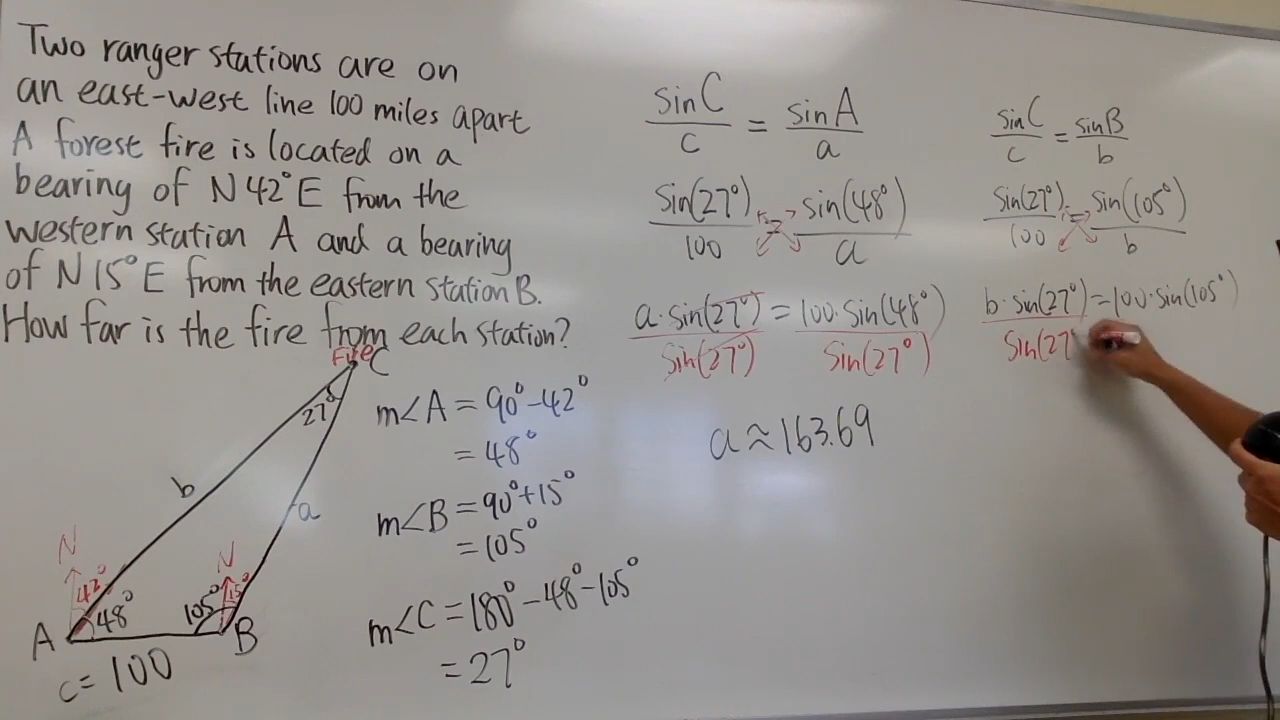 Two ranger stations are on
an east-west line 100 miles apart
A forest fire is located on a
bearing of N42°E from the
western station A and a bearing
of N15°E from the eastern station B.
How far is the fire from each station?
Fire C
27°
b
a
N
N
42°
48°
105°
15°
A
B
c = 100
m∠A = 90° - 42°
= 48°
m∠B = 90° + 15°
= 105°
m∠C = 180° - 48° - 105°
= 27°
sin C / c = sin A / a
sin(27°) / 100 = sin(48°) / a
a · sin(27°) / sin(27°) = 100 · sin(48°) / sin(27°)
a ≈ 163.69
sin C / c = sin B / b
sin(27°) / 100 = sin(105°) / b
b · sin(27°) = 100 · sin(105°)
sin(27°